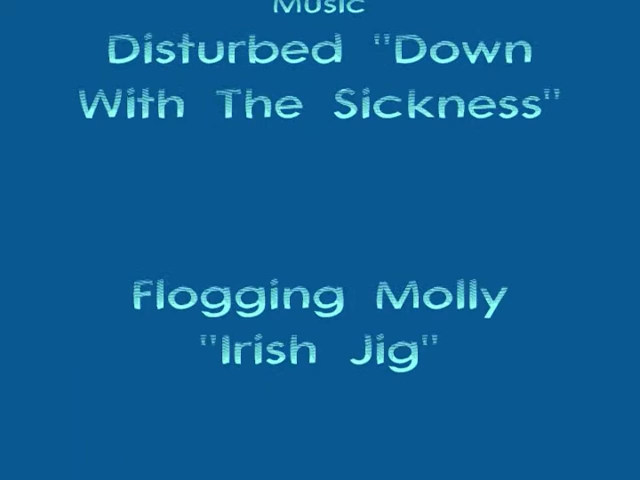 Music
Disturbed "Down
With The Sickness"
Flogging Molly
"Irish Jig"